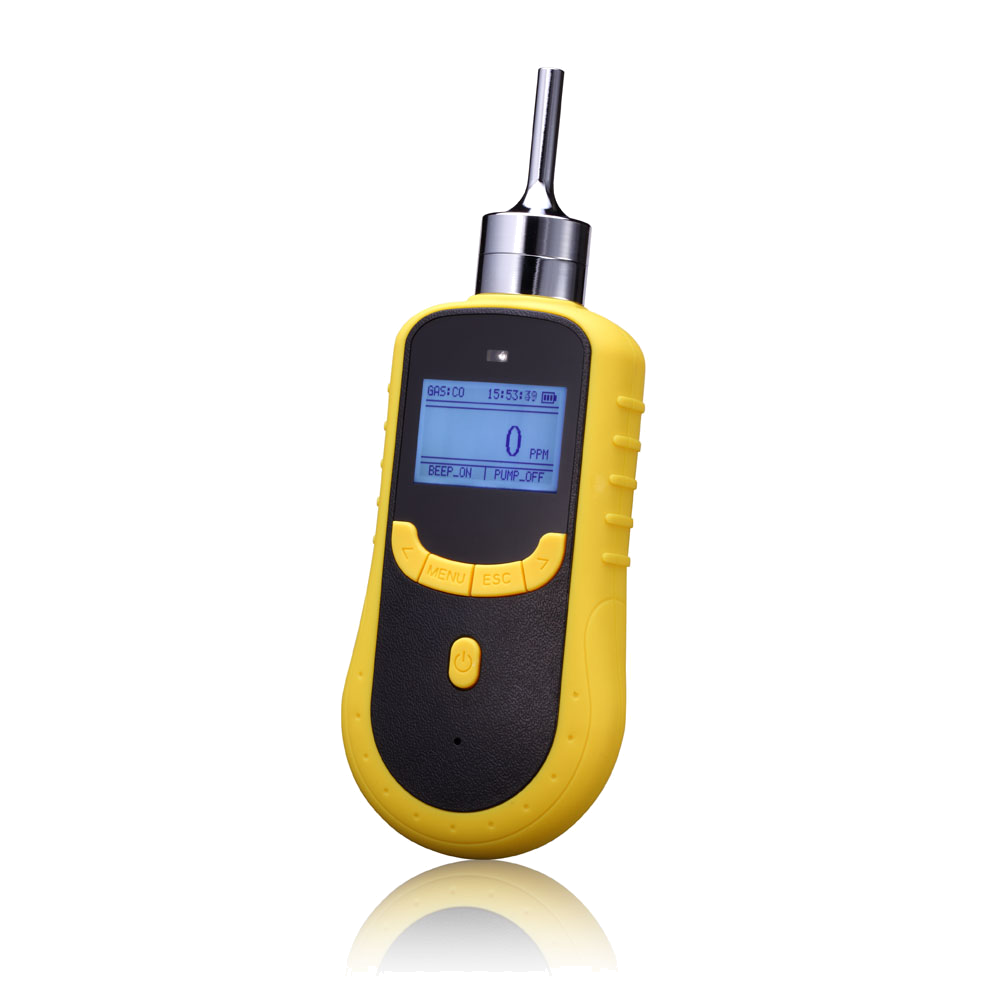 GAS:CO 15:53:39
0 PPM
BEEP_ON | PUMP_OFF
< MENU ESC >